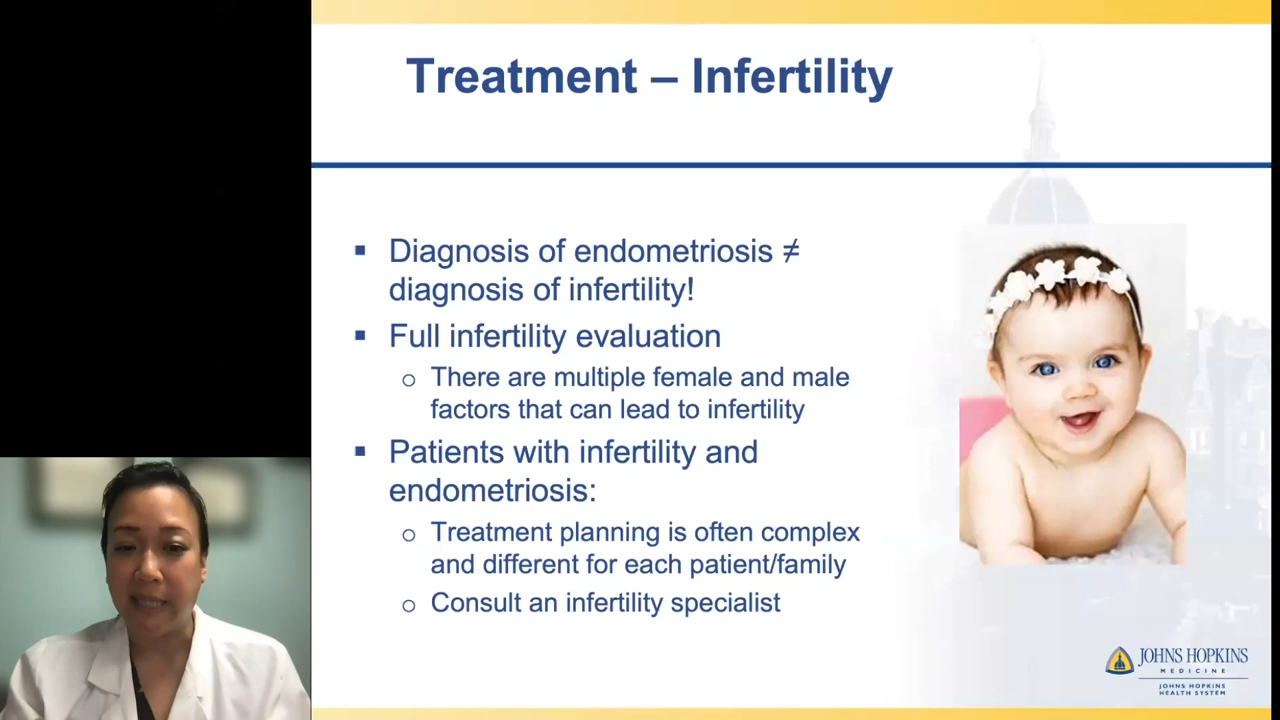 Treatment – Infertility
▪ Diagnosis of endometriosis ≠
diagnosis of infertility!
▪ Full infertility evaluation
o There are multiple female and male
factors that can lead to infertility
▪ Patients with infertility and
endometriosis:
o Treatment planning is often complex
and different for each patient/family
o Consult an infertility specialist
JOHNS HOPKINS
MEDICINE
JOHNS HOPKINS
HEALTH SYSTEM